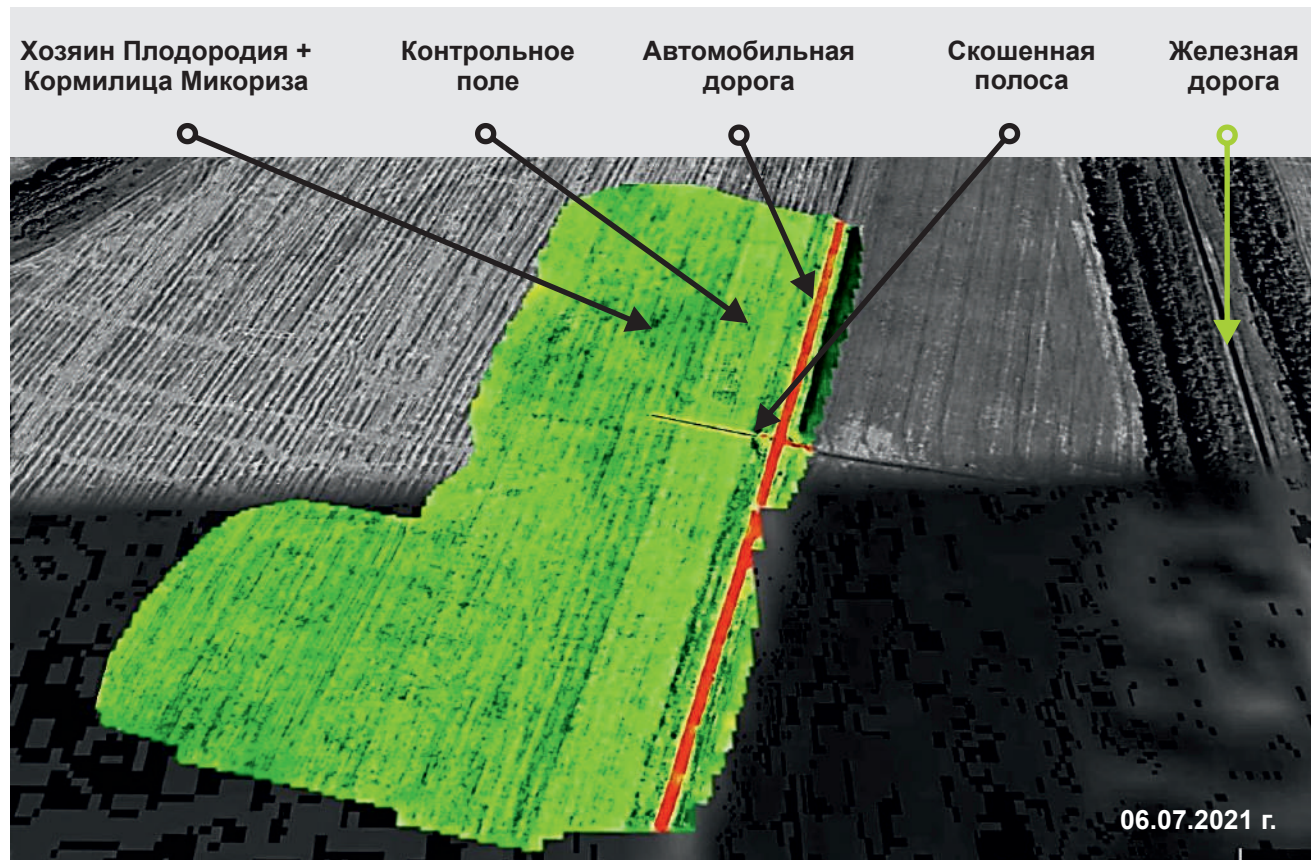 Хозяин Плодородия +
Кормилица Микориза
Контрольное
поле
Автомобильная
дорога
Скошенная
полоса
Железная
дорога
06.07.2021 г.